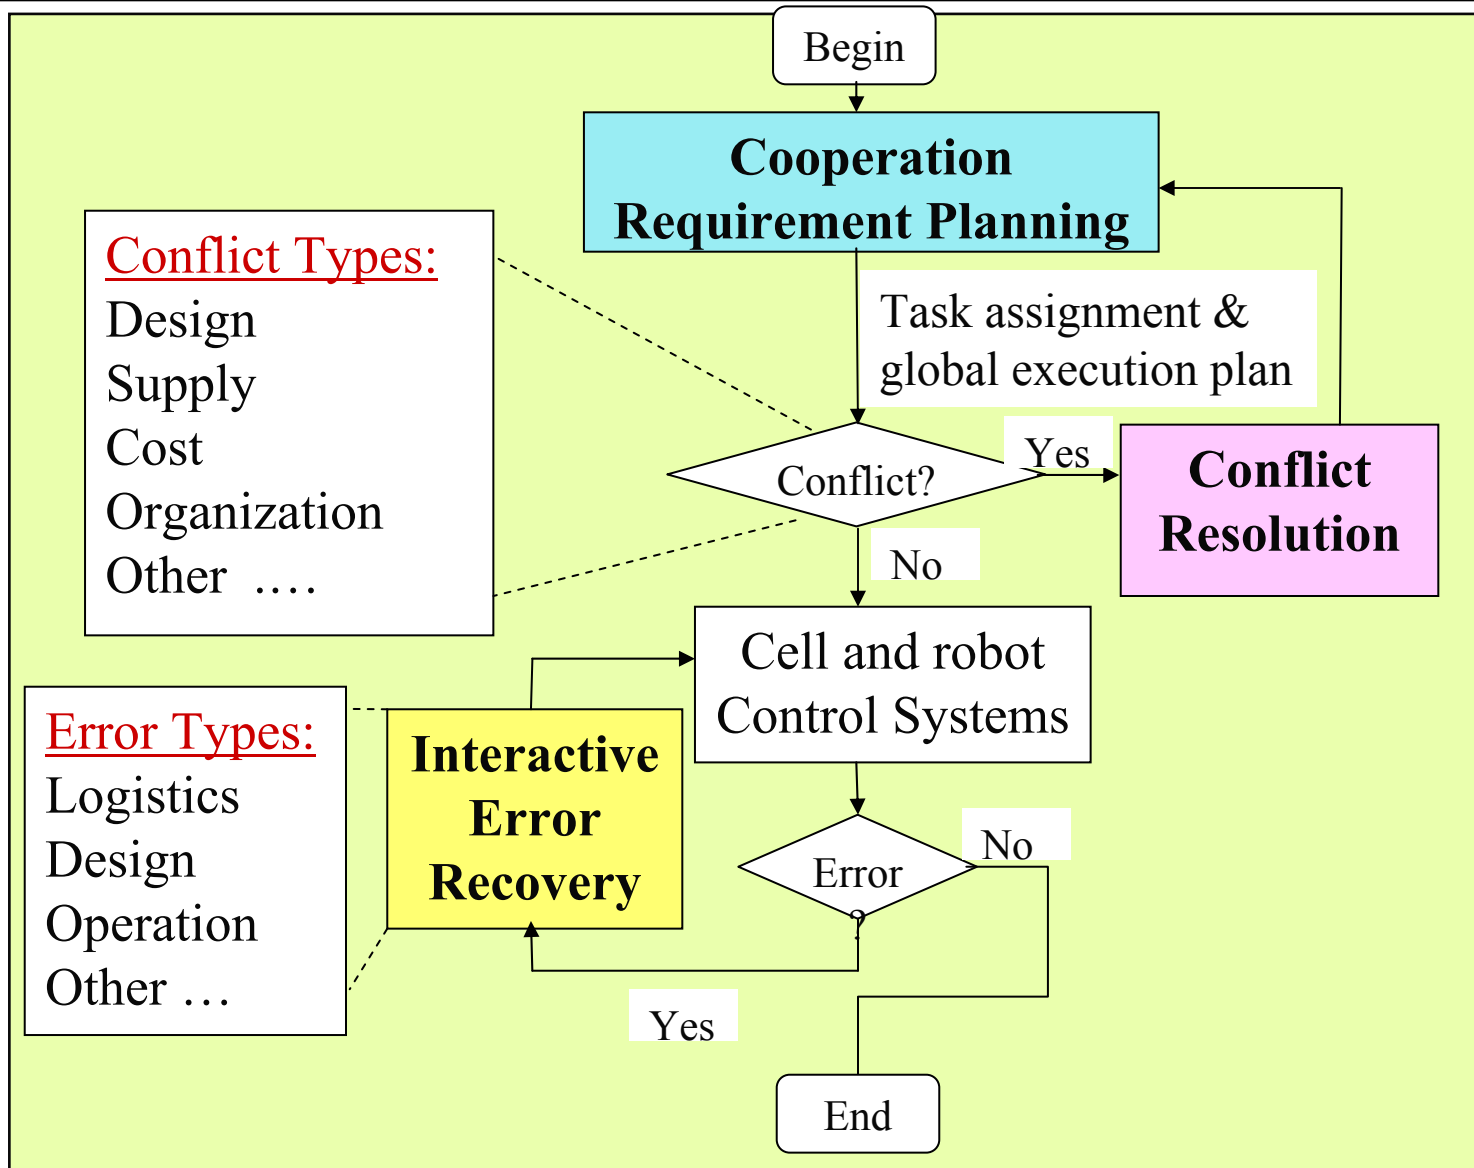 Begin
Cooperation
Requirement Planning
Conflict Types:
Design
Supply
Cost
Organization
Other ….
Task assignment &
global execution plan
Conflict?
Yes
Conflict
Resolution
No
Cell and robot
Control Systems
Error Types:
Logistics
Design
Operation
Other …
Interactive
Error
Recovery
Error
?
No
Yes
End